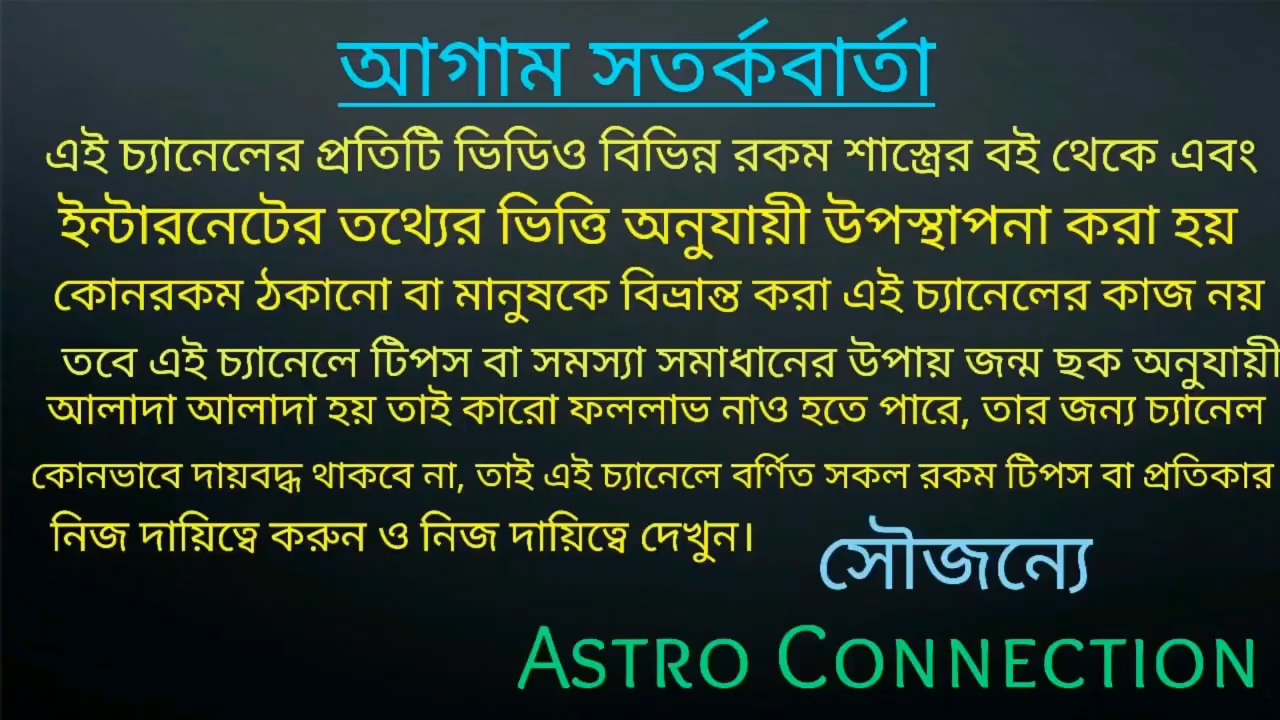 আগাম সতর্কবার্তা
এই চ্যানেলের প্রতিটি ভিডিও বিভিন্ন রকম শাস্ত্রের বই থেকে এবং
ইন্টারনেটের তথ্যের ভিত্তি অনুযায়ী উপস্থাপনা করা হয়
কোনরকম ঠকানো বা মানুষকে বিভ্রান্ত করা এই চ্যানেলের কাজ নয়
তবে এই চ্যানেলে টিপস বা সমস্যা সমাধানের উপায় জন্ম ছক অনুযায়ী
আলাদা আলাদা হয় তাই কারো ফললাভ নাও হতে পারে, তার জন্য চ্যানেল
কোনভাবে দায়বদ্ধ থাকবে না, তাই এই চ্যানেলে বর্ণিত সকল রকম টিপস বা প্রতিকার
নিজ দায়িত্বে করুন ও নিজ দায়িত্বে দেখুন।
সৌজন্যে
ASTRO CONNECTION